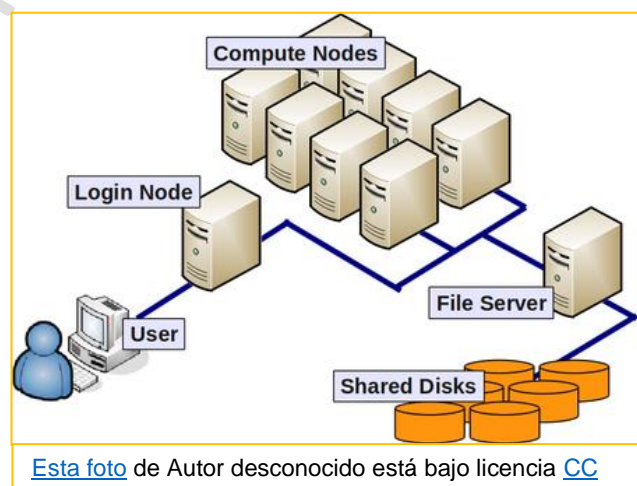 Compute Nodes
Login Node
User
File Server
Shared Disks
Esta foto de Autor desconocido está bajo licencia CC